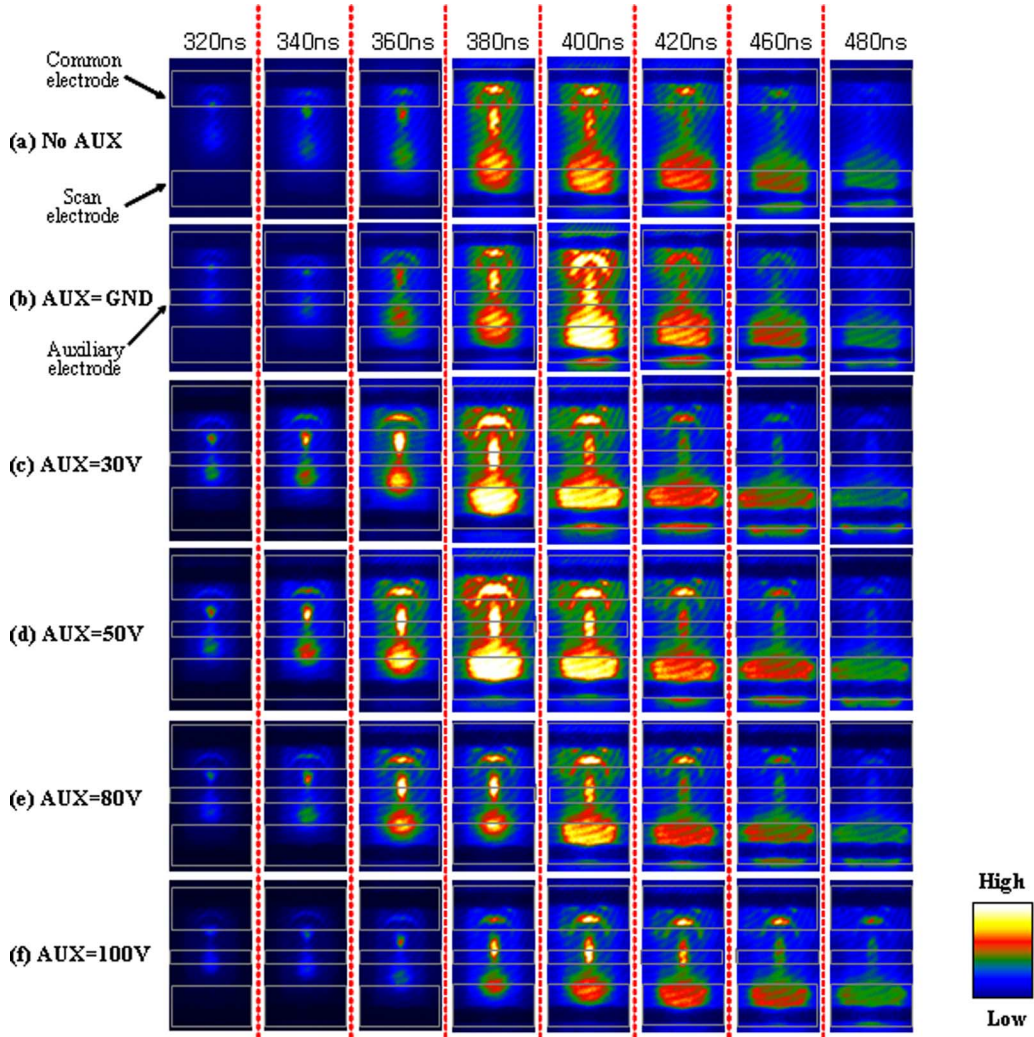 320ns 340ns 360ns 380ns 400ns 420ns 460ns 480ns
Common
electrode
(a) No AUX
Scan
electrode
(b) AUX=GND
Auxiliary
electrode
(c) AUX=30V
(d) AUX=50V
(e) AUX=80V
(f) AUX=100V
High
Low